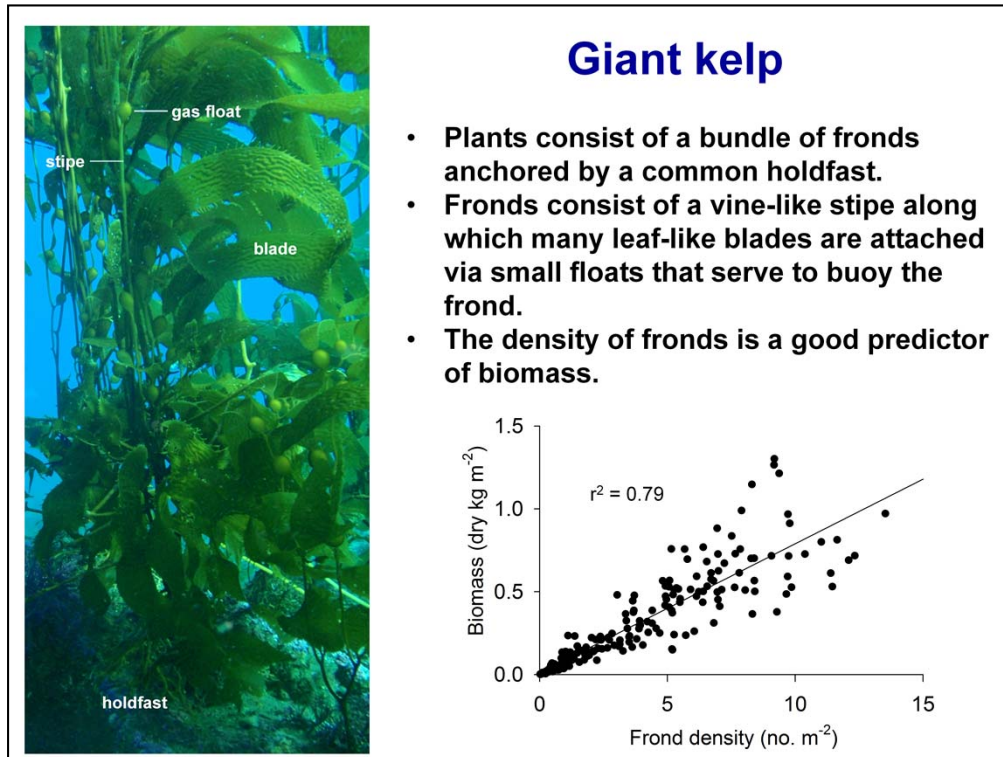 Giant kelp
gas float
stipe
blade
holdfast
• Plants consist of a bundle of fronds
anchored by a common holdfast.
• Fronds consist of a vine-like stipe along
which many leaf-like blades are attached
via small floats that serve to buoy the
frond.
• The density of fronds is a good predictor
of biomass.
1.5
1.0
0.5
0.0
Biomass (dry kg m⁻²)
r² = 0.79
0 5 10 15
Frond density (no. m⁻²)